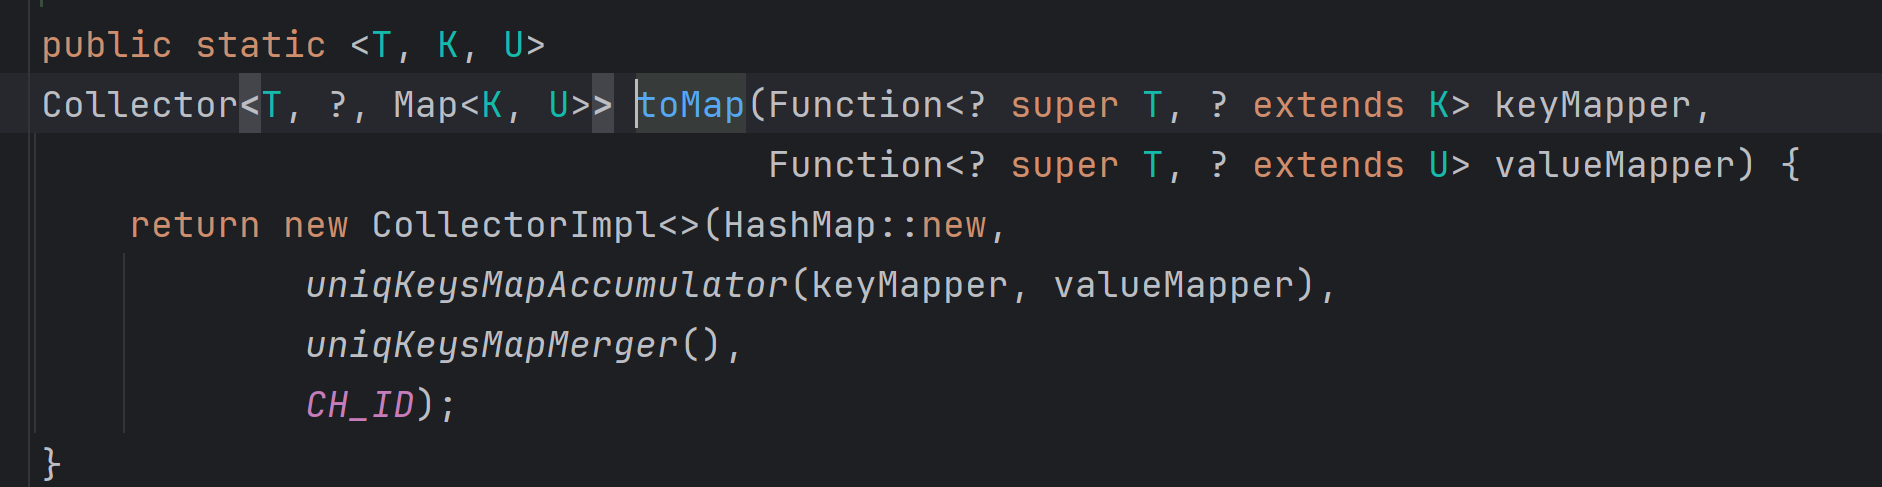 public static <T, K, U>
Collector<T, ?, Map<K, U>> toMap(Function<? super T, ? extends K> keyMapper,
Function<? super T, ? extends U> valueMapper) {
return new CollectorImpl<>(HashMap::new,
uniqKeysMapAccumulator(keyMapper, valueMapper),
uniqKeysMapMerger(),
CH_ID);
}